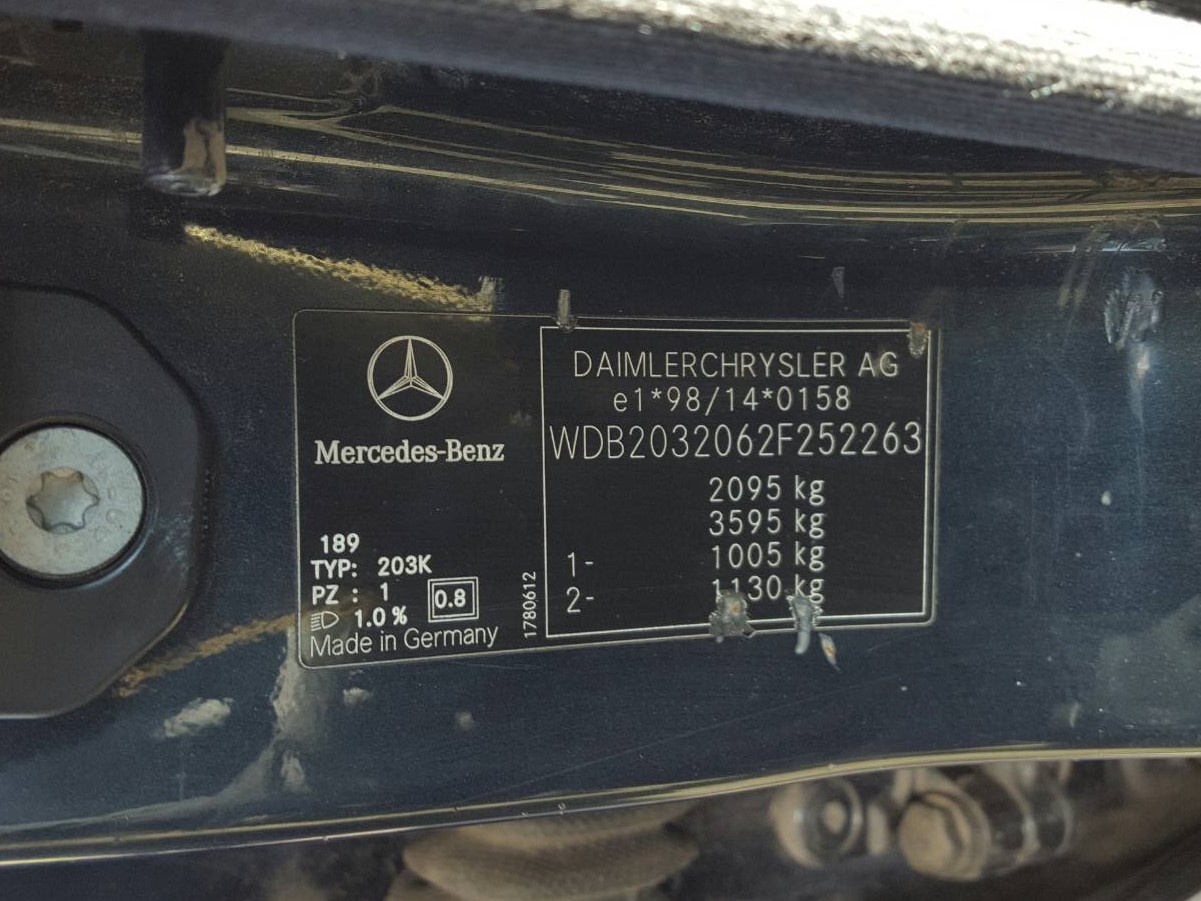 Mercedes-Benz
189
TYP: 203K
PZ : 1
0.8
1.0 %
Made in Germany
1780612
DAIMLERCHRYSLER AG
e1*98/14*0158
WDB2032062F252263
2095 kg
3595 kg
1- 1005 kg
2- 1130 kg